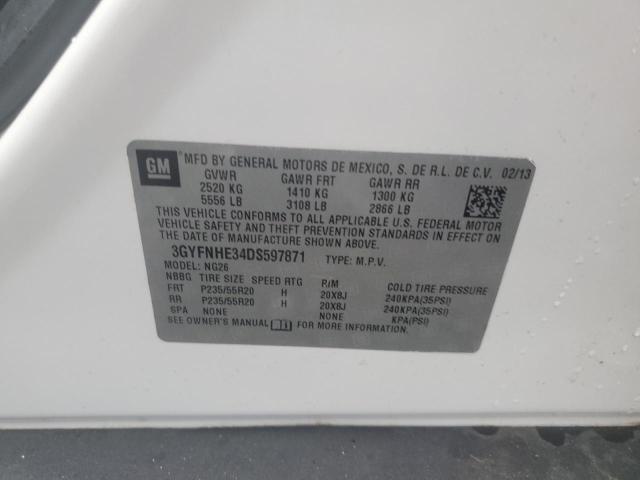 GM *MFD BY GENERAL MOTORS DE MEXICO, S. DE R.L. DE C.V. 02/13
GVWR GAWR FRT GAWR RR
2520 KG 1410 KG 1300 KG
5556 LB 3108 LB 2866 LB
THIS VEHICLE CONFORMS TO ALL APPLICABLE U.S. FEDERAL MOTOR
VEHICLE SAFETY AND THEFT PREVENTION STANDARDS IN EFFECT ON
THE DATE OF MANUFACTURE SHOWN ABOVE.
3GYFNHE34DS597871 TYPE: M.P.V.
MODEL: NG26
NBBG TIRE SIZE SPEED RTG RIM COLD TIRE PRESSURE
FRT P235/55R20 H 20X8J 240KPA(35PSI)
RR P235/55R20 H 20X8J 240KPA(35PSI)
SPA NONE NONE KPA(PSI)
SEE OWNER'S MANUAL FOR MORE INFORMATION.